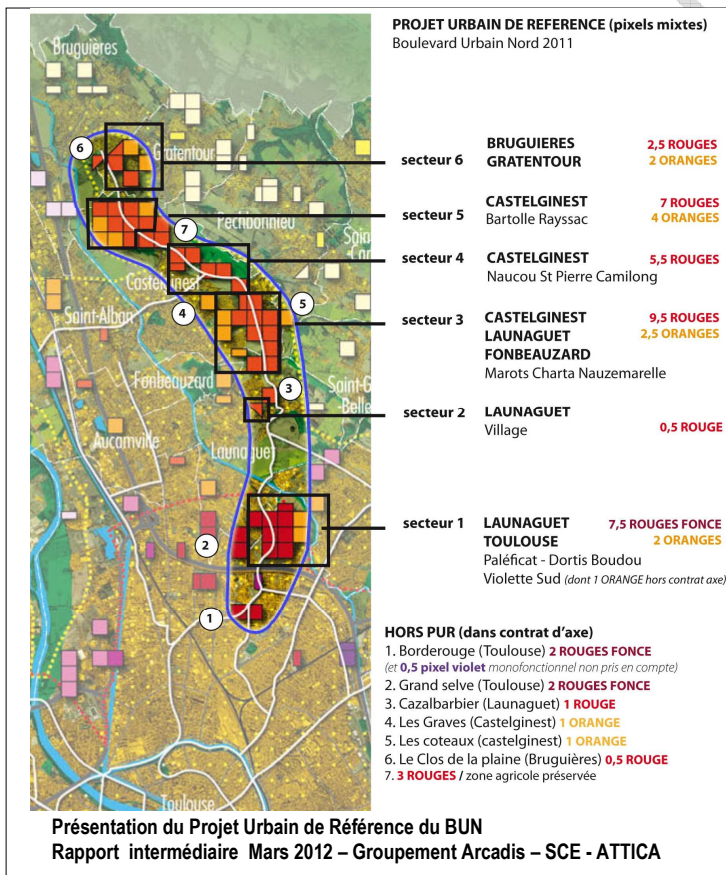 PROJET URBAIN DE REFERENCE (pixels mixtes)
Boulevard Urbain Nord 2011
Bruguières
6
Gratentour
Pechbonnieu
7
Castelginest
Saint-Alban
4
5
Fonbeauzard
3
Aucamville
Launaguet
2
1
Toulouse
secteur 6
BRUGUIERES
2,5 ROUGES
GRATENTOUR
2 ORANGES
secteur 5
CASTELGINEST
7 ROUGES
Bartolle Rayssac
4 ORANGES
secteur 4
CASTELGINEST
5,5 ROUGES
Naucou St Pierre Camilong
secteur 3
CASTELGINEST
9,5 ROUGES
LAUNAGUET
2,5 ORANGES
FONBEAUZARD
Marots Charta Nauzemarelle
secteur 2
LAUNAGUET
Village
0,5 ROUGE
secteur 1
LAUNAGUET
7,5 ROUGES FONCE
TOULOUSE
2 ORANGES
Paléficat - Dortis Boudou
Violette Sud (dont 1 ORANGE hors contrat axe)
HORS PUR (dans contrat d'axe)
1. Borderouge (Toulouse) 2 ROUGES FONCE
(et 0,5 pixel violet monofonctionnel non pris en compte)
2. Grand selve (Toulouse) 2 ROUGES FONCE
3. Cazalbarbier (Launaguet) 1 ROUGE
4. Les Graves (Castelginest) 1 ORANGE
5. Les coteaux (castelginest) 1 ORANGE
6. Le Clos de la plaine (Bruguières) 0,5 ROUGE
7. 3 ROUGES / zone agricole préservée
Présentation du Projet Urbain de Référence du BUN
Rapport intermédiaire Mars 2012 – Groupement Arcadis – SCE - ATTICA